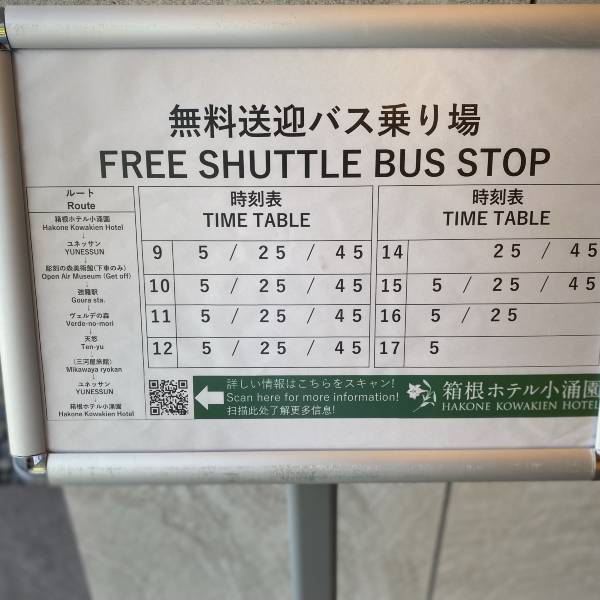 無料送迎バス乗り場
FREE SHUTTLE BUS STOP
ルート
Route
箱根ホテル小涌園
Hakone Kowakien Hotel
↓
ユネッサン
YUNESSUN
↓
彫刻の森美術館(下車のみ)
Open Air Museum (Get off)
↓
強羅駅
Goura sta.
↓
ヴェルデの森
Verde-no-mori
↓
天悠
Ten-yu
↓
(三河屋旅館)
Mikawaya ryokan
↓
ユネッサン
YUNESSUN
↓
箱根ホテル小涌園
Hakone Kowakien Hotel
時刻表
TIME TABLE
9 5 / 25 / 45
10 5 / 25 / 45
11 5 / 25 / 45
12 5 / 25 / 45
時刻表
TIME TABLE
14 25 / 45
15 5 / 25 / 45
16 5 / 25
17 5
詳しい情報はこちらをスキャン!
Scan here for more information!
扫描此处了解更多信息!
箱根ホテル小涌園
HAKONE KOWAKIEN HOTEL